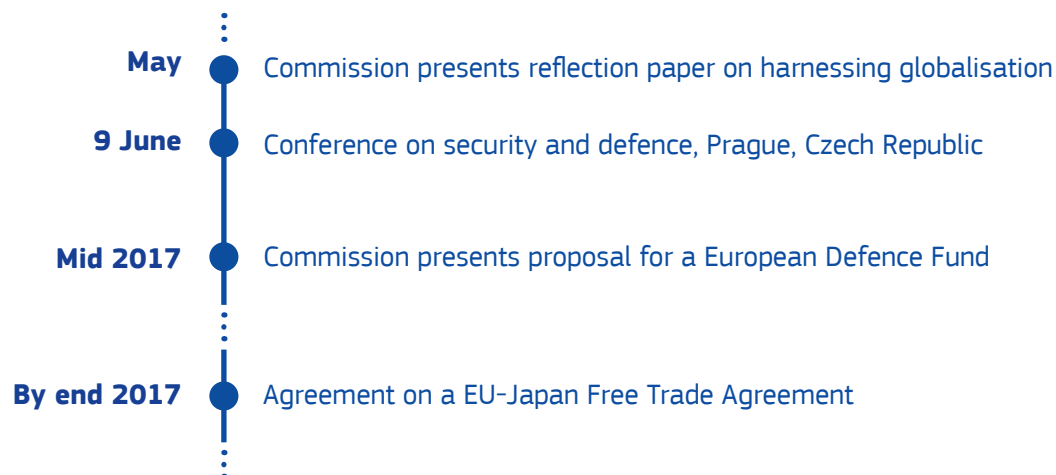 May Commission presents reflection paper on harnessing globalisation
9 June Conference on security and defence, Prague, Czech Republic
Mid 2017 Commission presents proposal for a European Defence Fund
By end 2017 Agreement on a EU-Japan Free Trade Agreement